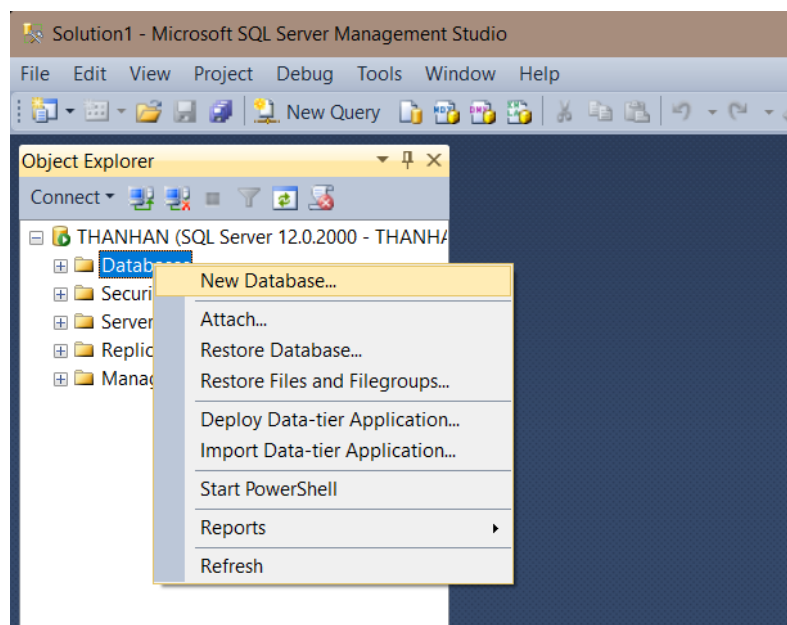 Solution1 - Microsoft SQL Server Management Studio
File Edit View Project Debug Tools Window Help
New Query
Object Explorer
Connect
THANHAN (SQL Server 12.0.2000 - THANHA
Databases
New Database...
Securi
Attach...
Server
Restore Database...
Replic
Restore Files and Filegroups...
Manag
Deploy Data-tier Application...
Import Data-tier Application...
Start PowerShell
Reports
Refresh